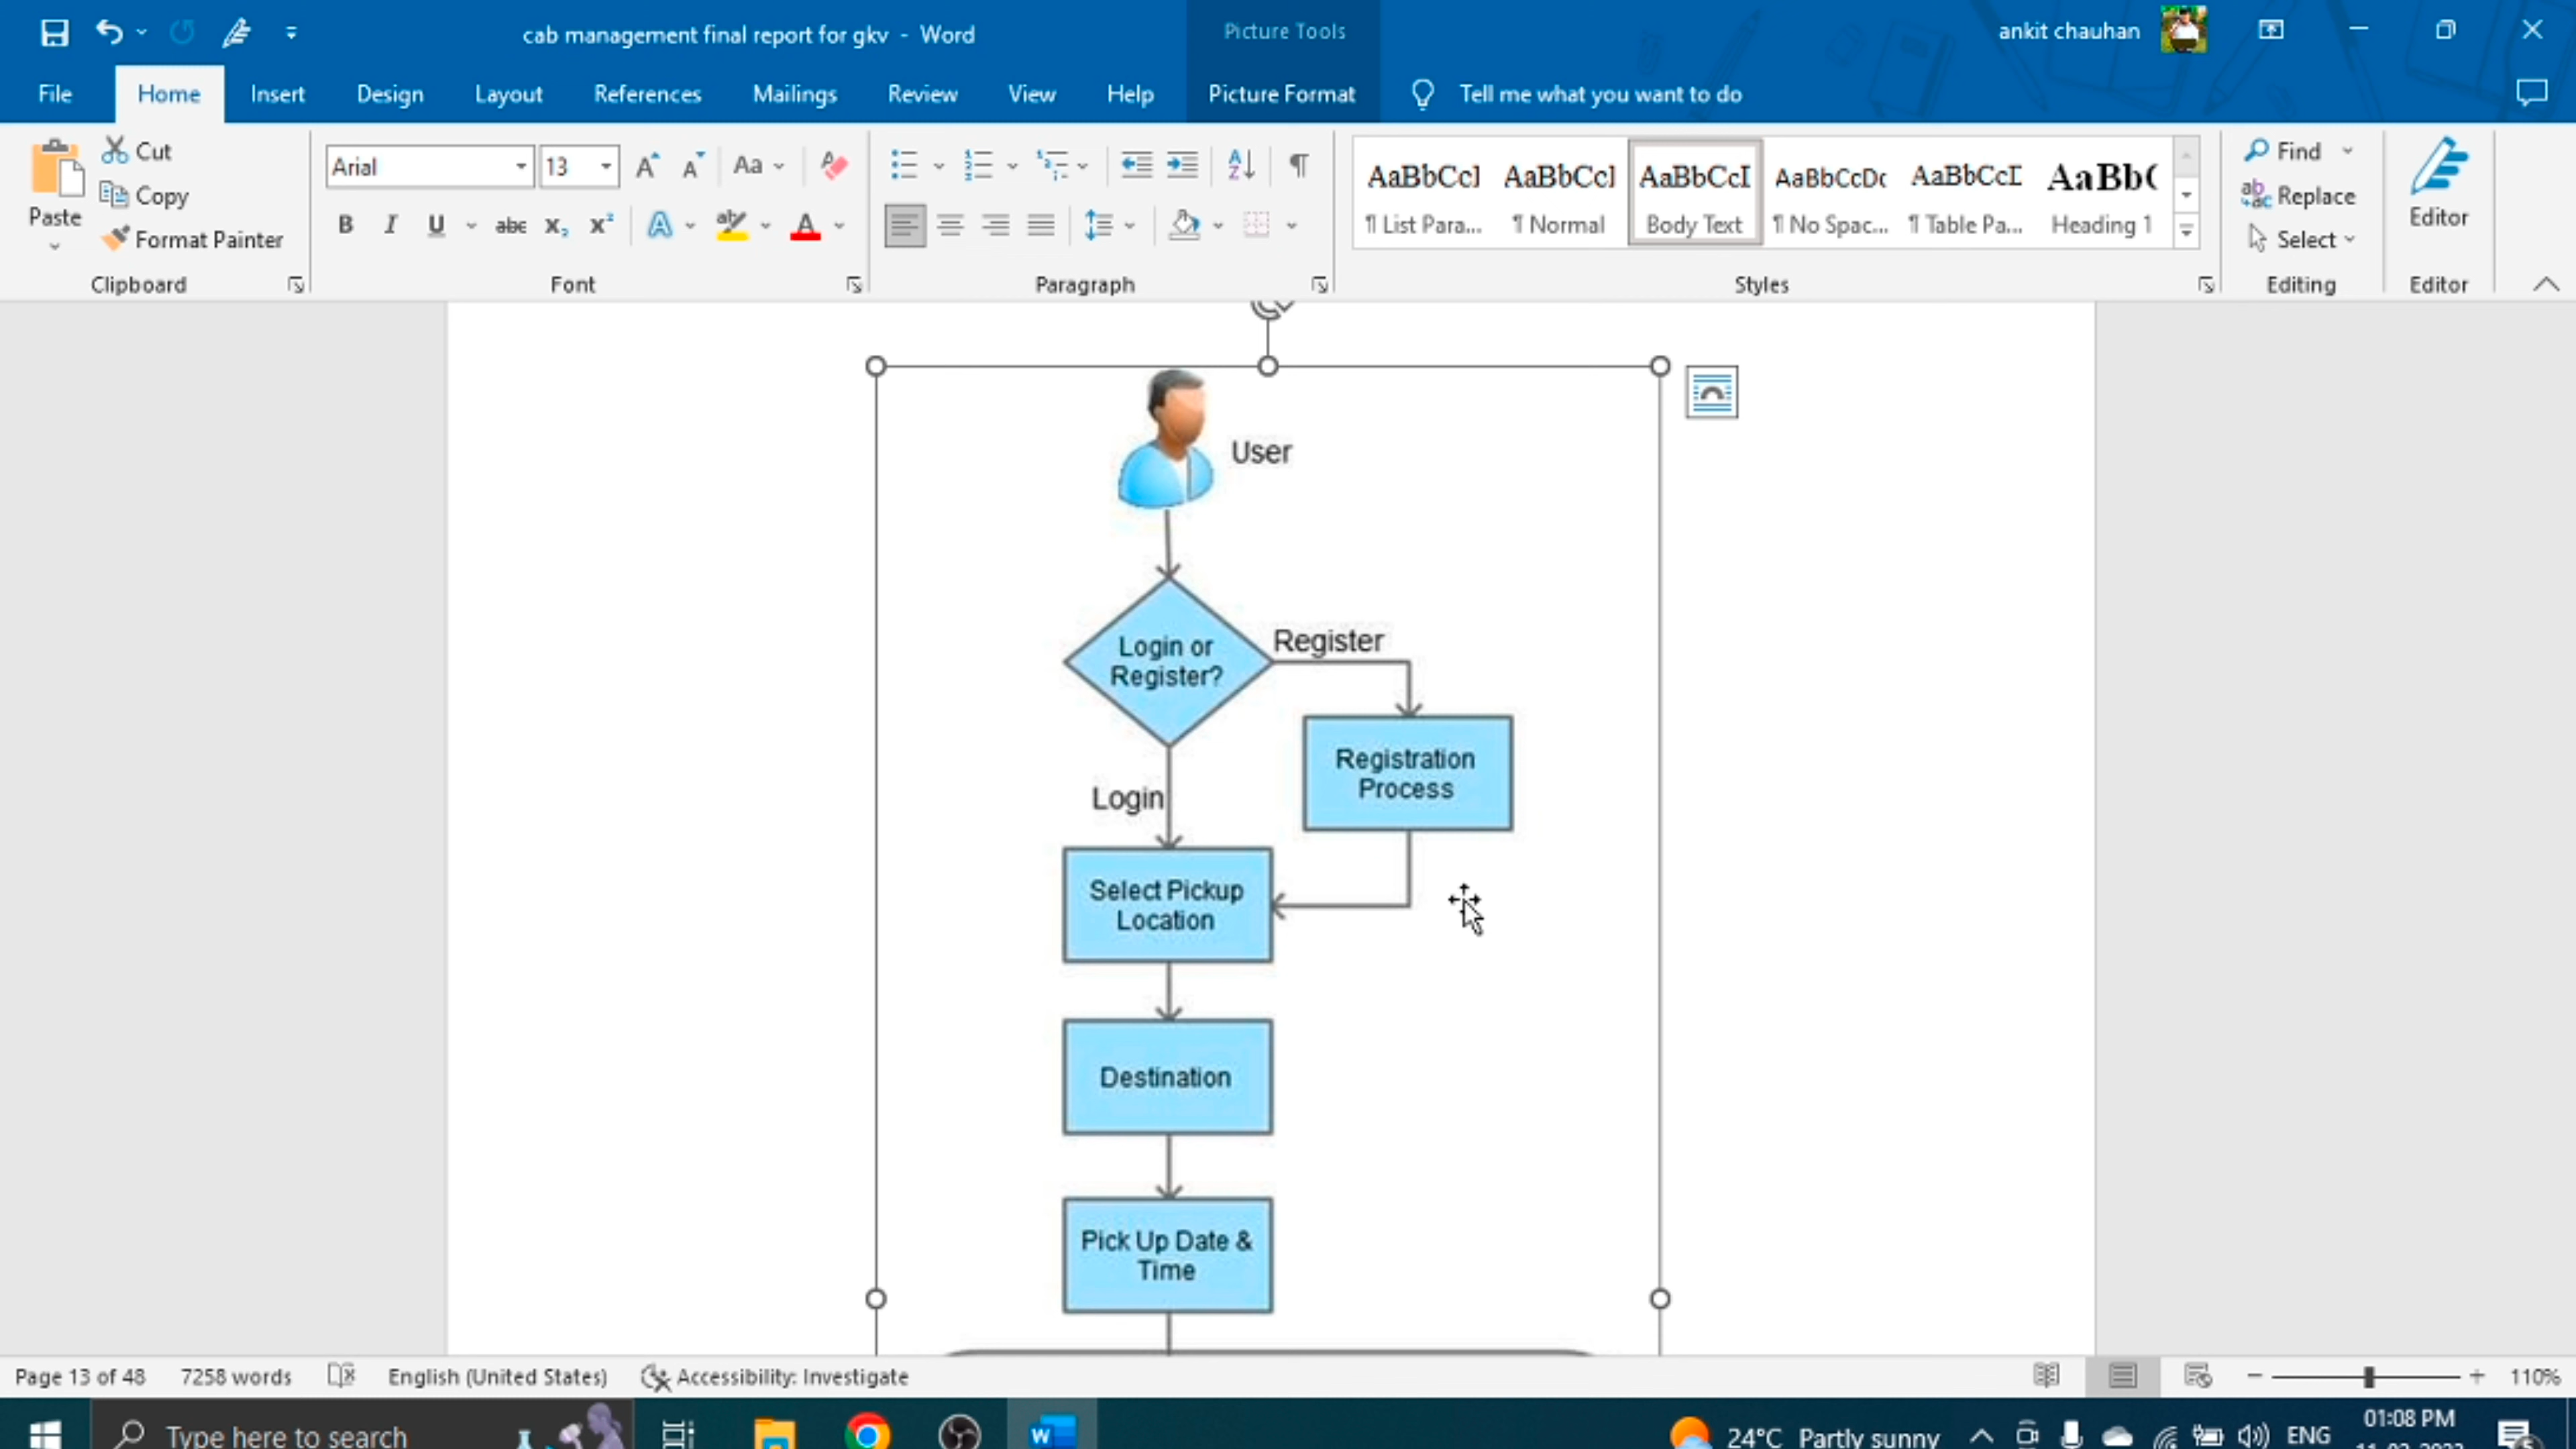 cab management final report for gkv - Word
Picture Tools
ankit chauhan
File
Home
Insert
Design
Layout
References
Mailings
Review
View
Help
Picture Format
Tell me what you want to do
Paste
Cut
Copy
Format Painter
Clipboard
Arial
13
Aa
Font
Paragraph
AaBbCcI
¶ List Para...
AaBbCcI
¶ Normal
AaBbCcI
Body Text
AaBbCcDc
¶ No Spac...
AaBbCcI
¶ Table Pa...
AaBb(
Heading 1
Styles
Find
Replace
Select
Editing
Editor
Editor
User
Login or
Register?
Register
Registration
Process
Login
Select Pickup
Location
Destination
Pick Up Date &
Time
Page 13 of 48
7258 words
English (United States)
Accessibility: Investigate
110%
Type here to search
24°C Partly sunny
ENG
01:08 PM